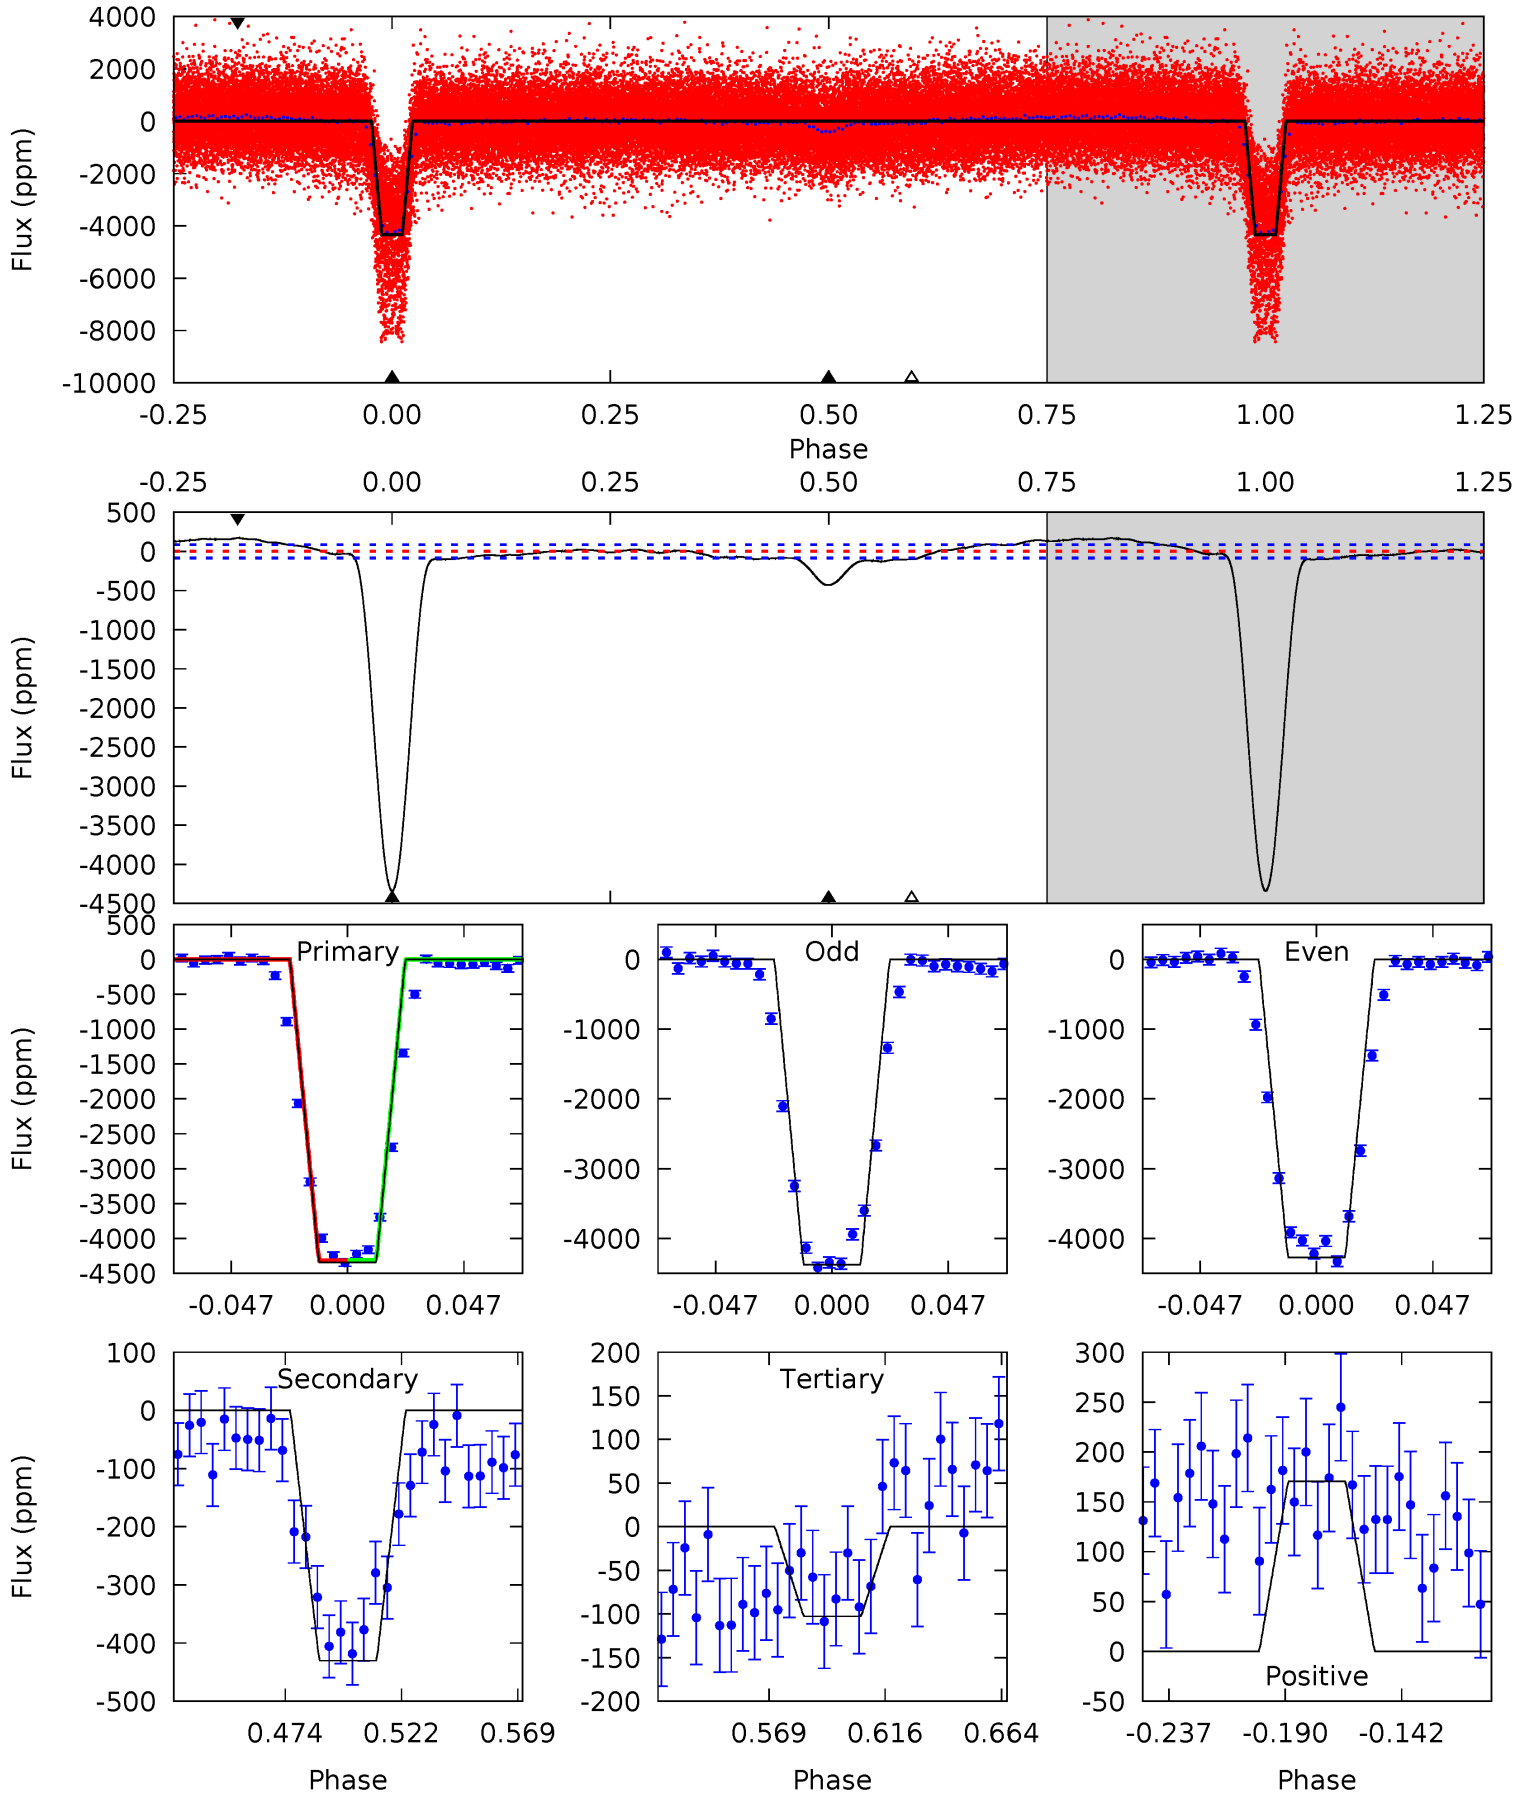 4000
2000
0
-2000
-4000
-6000
-8000
-10000
Flux (ppm)
-0.25 0.00 0.25 0.50 0.75 1.00 1.25
Phase
-0.25 0.00 0.25 0.50 0.75 1.00 1.25
500
0
-500
-1000
-1500
-2000
-2500
-3000
-3500
-4000
-4500
Flux (ppm)
Primary
500
0
-500
-1000
-1500
-2000
-2500
-3000
-3500
-4000
-4500
Flux (ppm)
-0.047 0.000 0.047
Odd
0
-1000
-2000
-3000
-4000
-0.047 0.000 0.047
Even
0
-1000
-2000
-3000
-4000
-0.047 0.000 0.047
Secondary
100
0
-100
-200
-300
-400
-500
Flux (ppm)
0.474 0.522 0.569
Phase
Tertiary
200
150
100
50
0
-50
-100
-150
-200
0.569 0.616 0.664
Phase
300
250
200
150
100
50
0
-50
Positive
-0.237 -0.190 -0.142
Phase